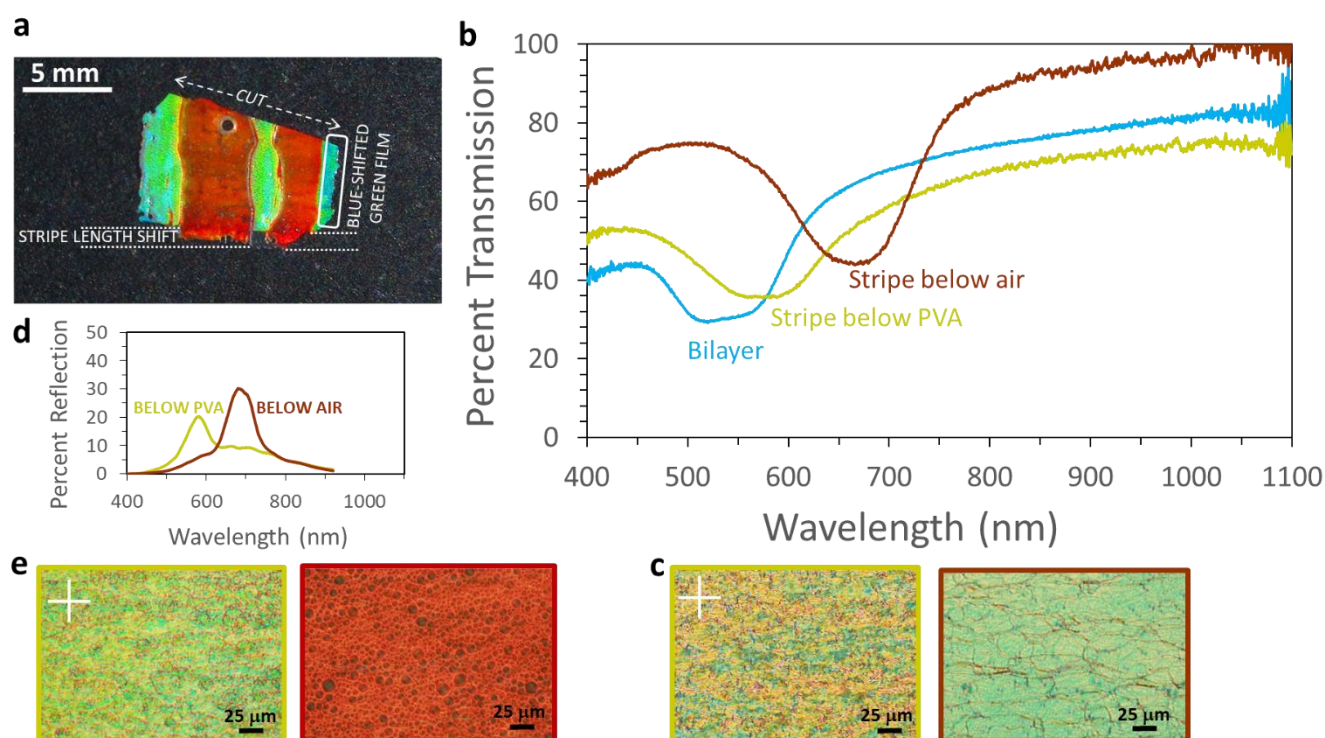 a
5 mm
CUT
BLUE-SHIFTED
GREEN FILM
STRIPE LENGTH SHIFT
b
100
80
60
40
20
0
400
500
600
700
800
900
1000
1100
Percent Transmission
Wavelength (nm)
Stripe below air
Stripe below PVA
Bilayer
d
50
40
30
20
10
0
400
600
800
1000
Percent Reflection
Wavelength (nm)
BELOW PVA
BELOW AIR
e
25 μm
25 μm
c
25 μm
25 μm